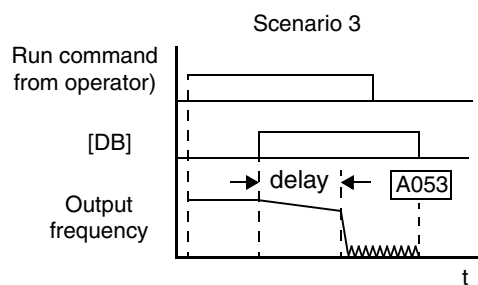 Scenario 3
Run command
from operator)
[DB]
delay
A053
Output
frequency
t